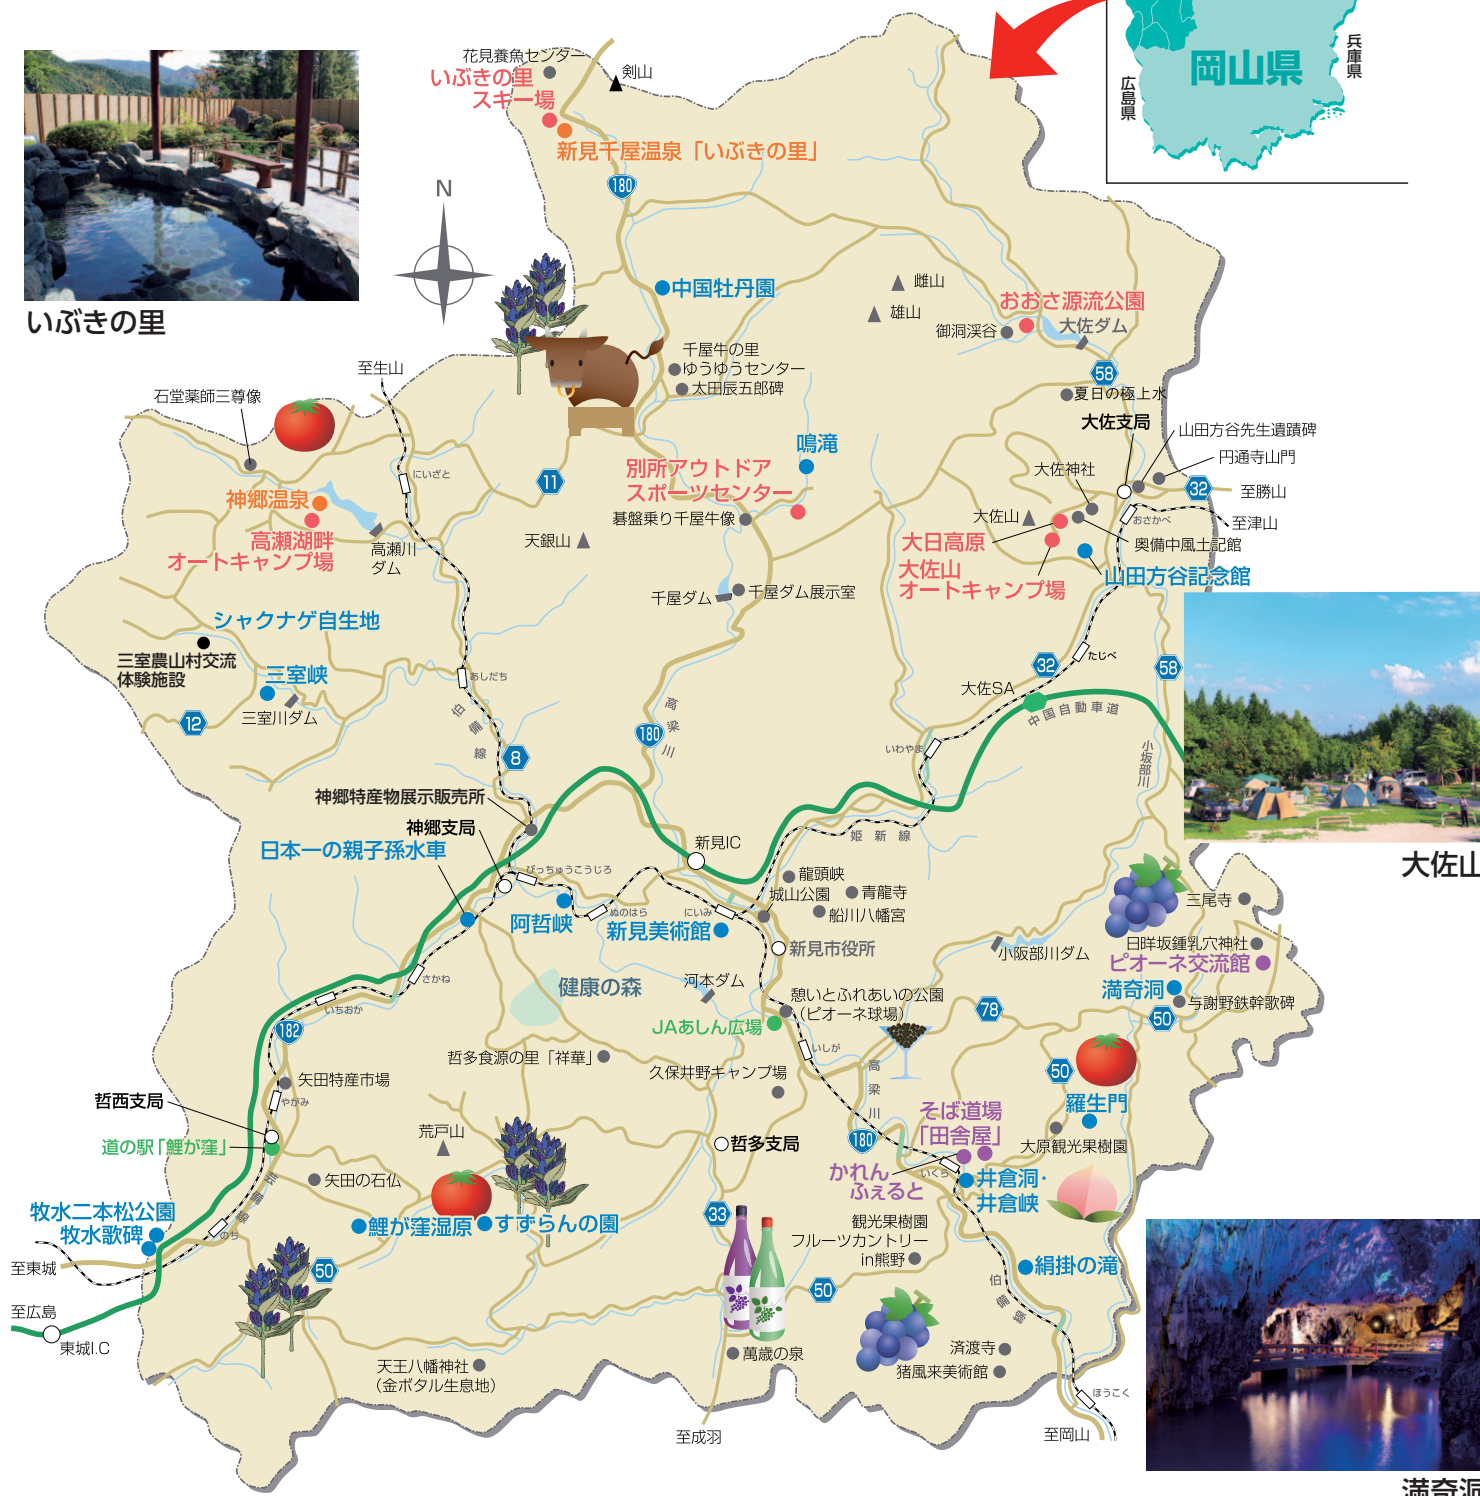 花見養魚センター
いぶきの里
スキー場
剣山
新見千屋温泉「いぶきの里」
180
N
いぶきの里
岡山県
広島県
兵庫県
中国牡丹園
雌山
雄山
おおさ源流公園
御洞渓谷
大佐ダム
58
千屋牛の里
ゆうゆうセンター
太田辰五郎碑
夏日の極上水
大佐支局
山田方谷先生遺蹟碑
円通寺山門
32
至勝山
至津山
至生山
石堂薬師三尊像
にいざと
11
鳴滝
別所アウトドア
スポーツセンター
碁盤乗り千屋牛像
大佐神社
大佐山
おさかべ
奥備中風土記館
大日高原
大佐山
オートキャンプ場
山田方谷記念館
神郷温泉
高瀬湖畔
オートキャンプ場
高瀬川
ダム
天銀山
千屋ダム
千屋ダム展示室
シャクナゲ自生地
三室農山村交流
体験施設
三室峡
三室川ダム
12
あしだち
伯備線
8
高梁川
180
32
たじべ
58
大佐SA
中国自動車道
いわやま
小坂部川
姫新線
大佐山
神郷特産物展示販売所
神郷支局
日本一の親子孫水車
びっちゅうこうじろ
新見IC
阿哲峡
ぬのはら
にいみ
新見美術館
龍頭峡
城山公園
青龍寺
船川八幡宮
新見市役所
三尾寺
日咩坂鍾乳穴神社
ピオーネ交流館
小阪部川ダム
満奇洞
与謝野鉄幹歌碑
50
78
さかね
いちおか
182
健康の森
河本ダム
憩いとふれあいの公園
（ピオーネ球場）
JAあしん広場
いしが
哲多食源の里「祥華」
久保井野キャンプ場
高梁川
50
羅生門
大原観光果樹園
矢田特産市場
やがみ
哲西支局
道の駅「鯉が窪」
荒戸山
哲多支局
180
そば道場
「田舎屋」
かれん
ふぇると
いくら
井倉洞・
井倉峡
矢田の石仏
芸備線
牧水二本松公園
牧水歌碑
のち
鯉が窪湿原
すずらんの園
33
観光果樹園
フルーツカントリー
in熊野
絹掛の滝
至東城
50
50
伯備線
至広島
東城I.C
天王八幡神社
（金ボタル生息地）
萬歳の泉
済渡寺
猪風来美術館
ほうこく
至成羽
至岡山
満奇洞